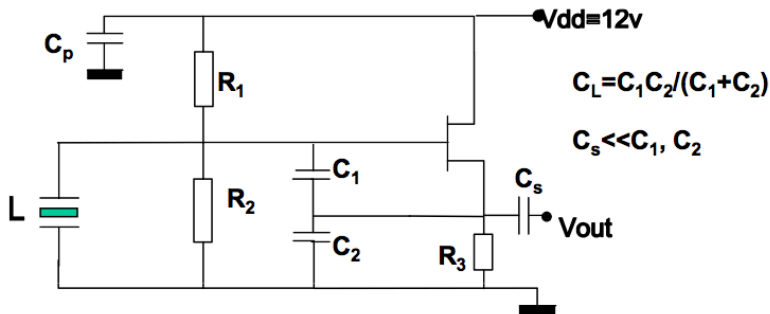 Vdd=12v
Cp
R1
CL=C1C2/(C1+C2)
Cs<<C1, C2
C1
Cs
L
R2
Vout
C2
R3